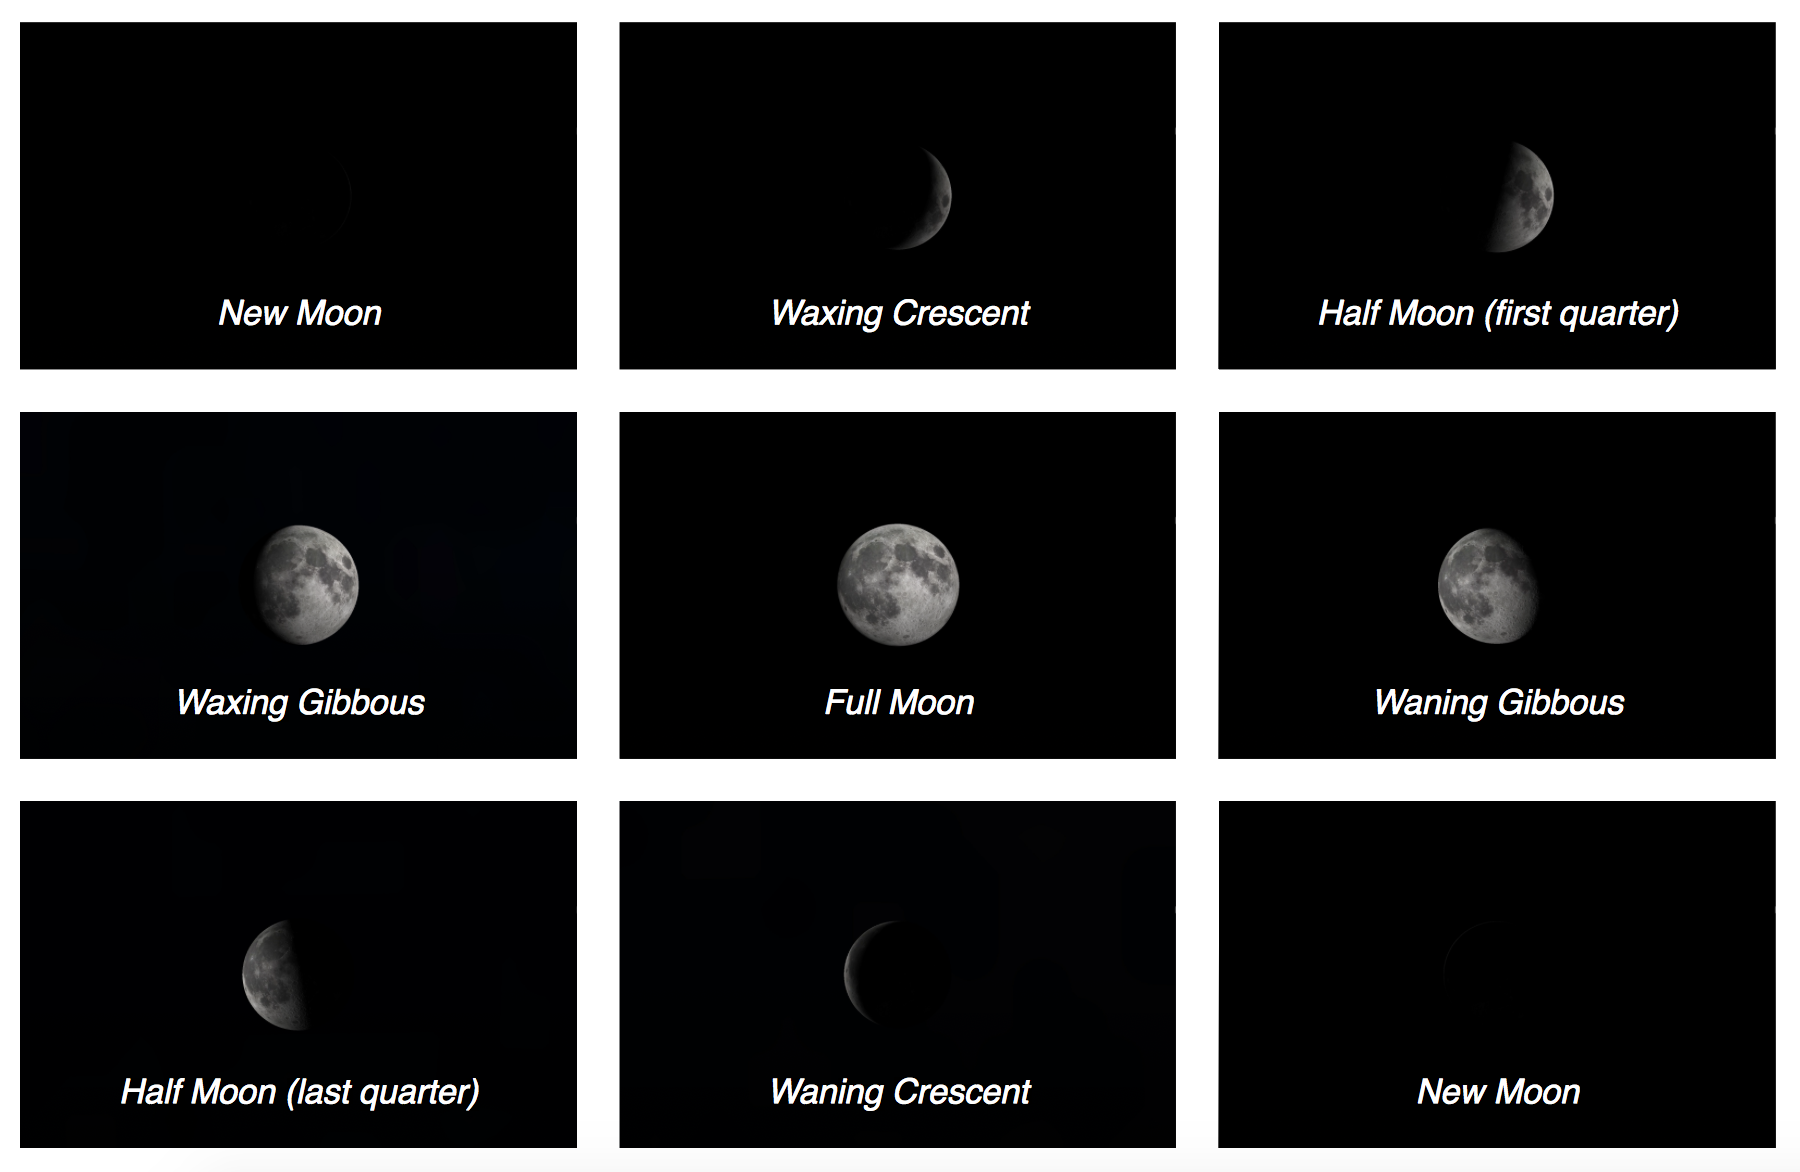 New Moon
Waxing Crescent
Half Moon (first quarter)
Waxing Gibbous
Full Moon
Waning Gibbous
Half Moon (last quarter)
Waning Crescent
New Moon